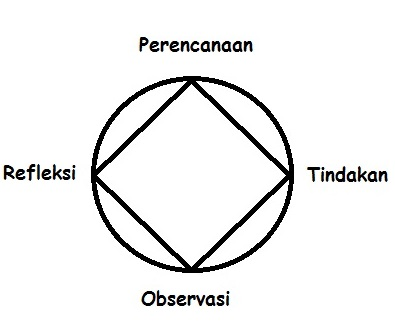 Perencanaan
Refleksi
Tindakan
Observasi